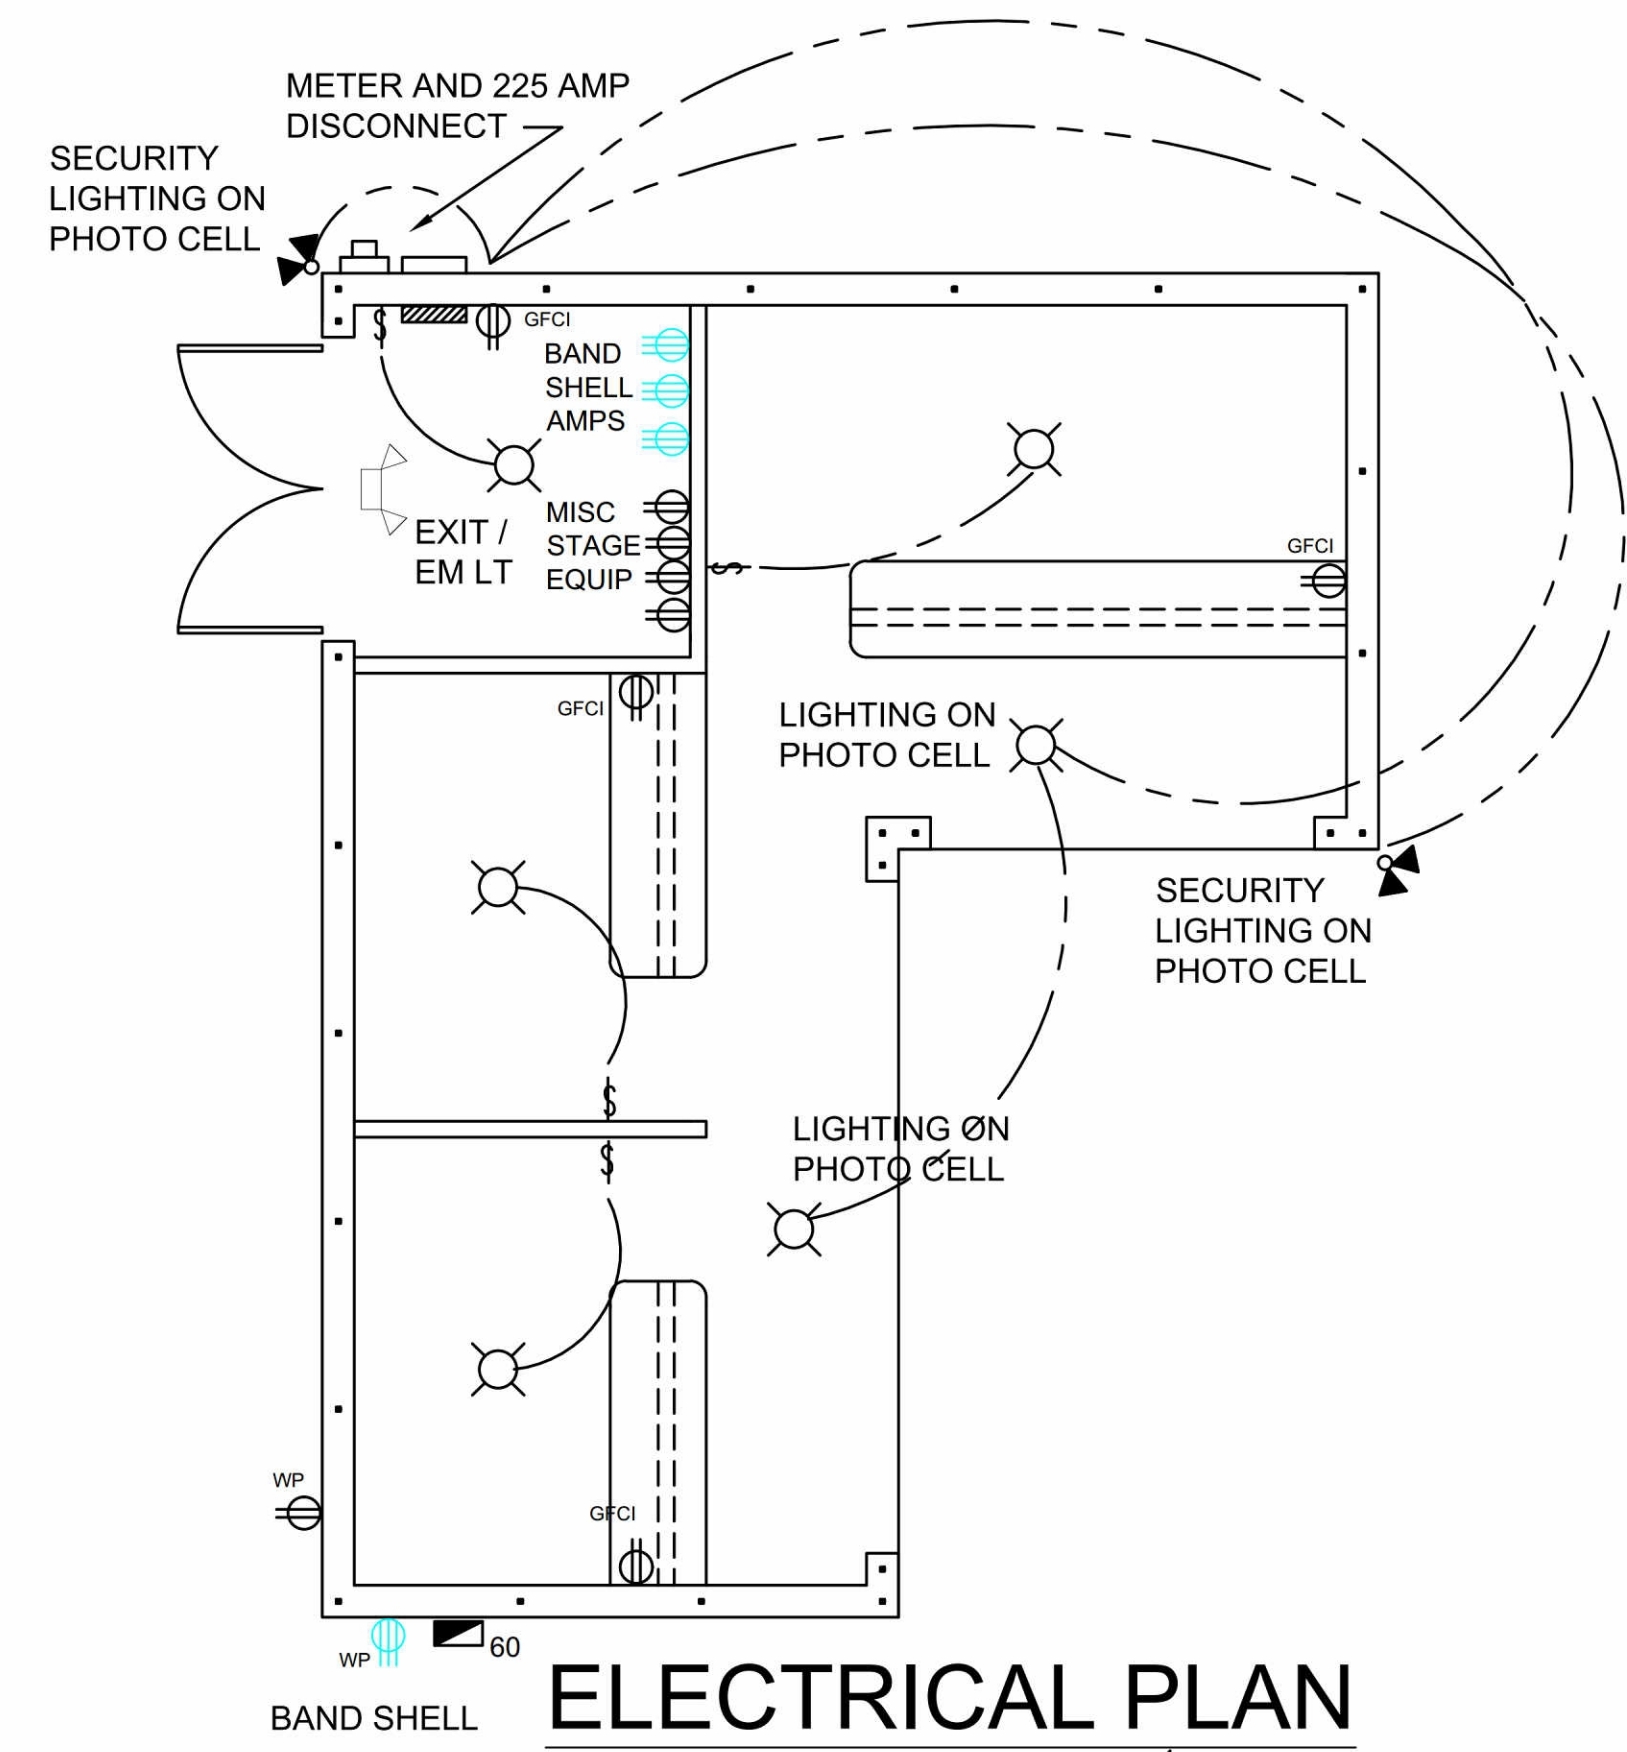 METER AND 225 AMP
DISCONNECT
SECURITY
LIGHTING ON
PHOTO CELL
GFCI
BAND
SHELL
AMPS
MISC
STAGE
EQUIP
EXIT /
EM LT
GFCI
GFCI
LIGHTING ON
PHOTO CELL
SECURITY
LIGHTING ON
PHOTO CELL
LIGHTING ON
PHOTO CELL
WP
GFCI
WP
60
BAND SHELL
ELECTRICAL PLAN